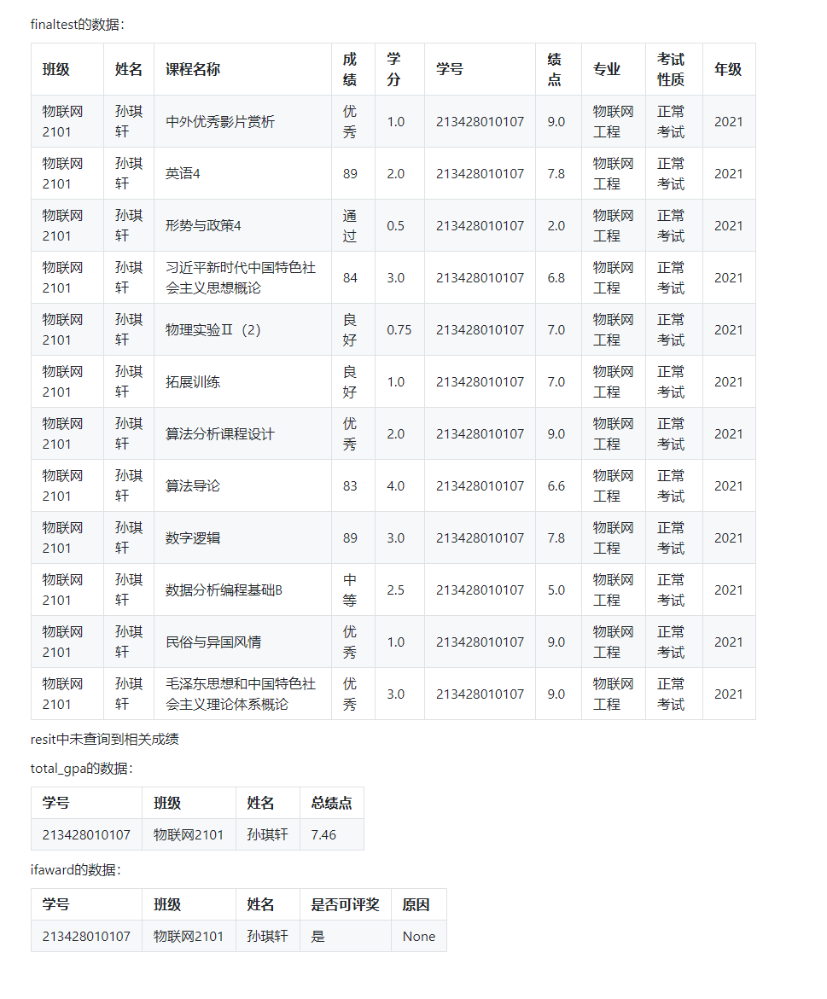 finaltest的数据：
班级 姓名 课程名称 成绩 学分 学号 绩点 专业 考试性质 年级
物联网2101 孙琪轩 中外优秀影片赏析 优秀 1.0 213428010107 9.0 物联网工程 正常考试 2021
物联网2101 孙琪轩 英语4 89 2.0 213428010107 7.8 物联网工程 正常考试 2021
物联网2101 孙琪轩 形势与政策4 通过 0.5 213428010107 2.0 物联网工程 正常考试 2021
物联网2101 孙琪轩 习近平新时代中国特色社会主义思想概论 84 3.0 213428010107 6.8 物联网工程 正常考试 2021
物联网2101 孙琪轩 物理实验Ⅱ（2） 良好 0.75 213428010107 7.0 物联网工程 正常考试 2021
物联网2101 孙琪轩 拓展训练 良好 1.0 213428010107 7.0 物联网工程 正常考试 2021
物联网2101 孙琪轩 算法分析课程设计 优秀 2.0 213428010107 9.0 物联网工程 正常考试 2021
物联网2101 孙琪轩 算法导论 83 4.0 213428010107 6.6 物联网工程 正常考试 2021
物联网2101 孙琪轩 数字逻辑 89 3.0 213428010107 7.8 物联网工程 正常考试 2021
物联网2101 孙琪轩 数据分析编程基础B 中等 2.5 213428010107 5.0 物联网工程 正常考试 2021
物联网2101 孙琪轩 民俗与异国风情 优秀 1.0 213428010107 9.0 物联网工程 正常考试 2021
物联网2101 孙琪轩 毛泽东思想和中国特色社会主义理论体系概论 优秀 3.0 213428010107 9.0 物联网工程 正常考试 2021
resit中未查询到相关成绩
total_gpa的数据：
学号 班级 姓名 总绩点
213428010107 物联网2101 孙琪轩 7.46
ifaward的数据：
学号 班级 姓名 是否可评奖 原因
213428010107 物联网2101 孙琪轩 是 None